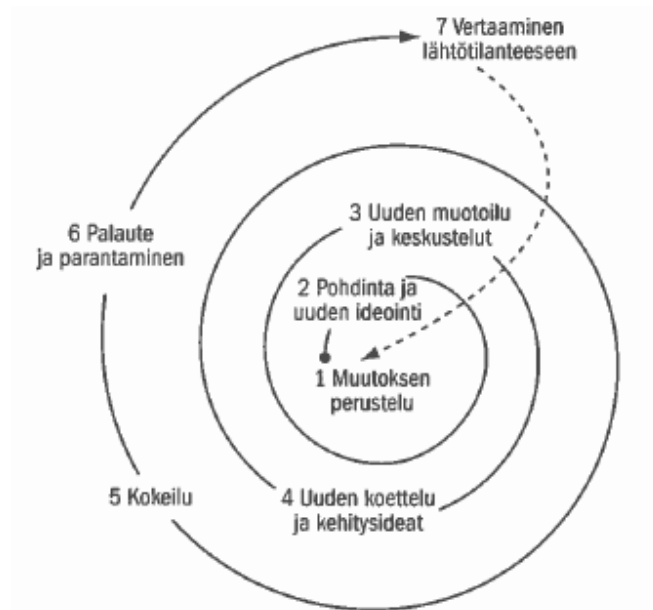 7 Vertaaminen
lähtötilanteeseen
3 Uuden muotoilu
ja keskustelut
6 Palaute
ja parantaminen
2 Pohdinta ja
uuden ideointi
1 Muutoksen
perustelu
5 Kokeilu
4 Uuden koettelu
ja kehitysideat